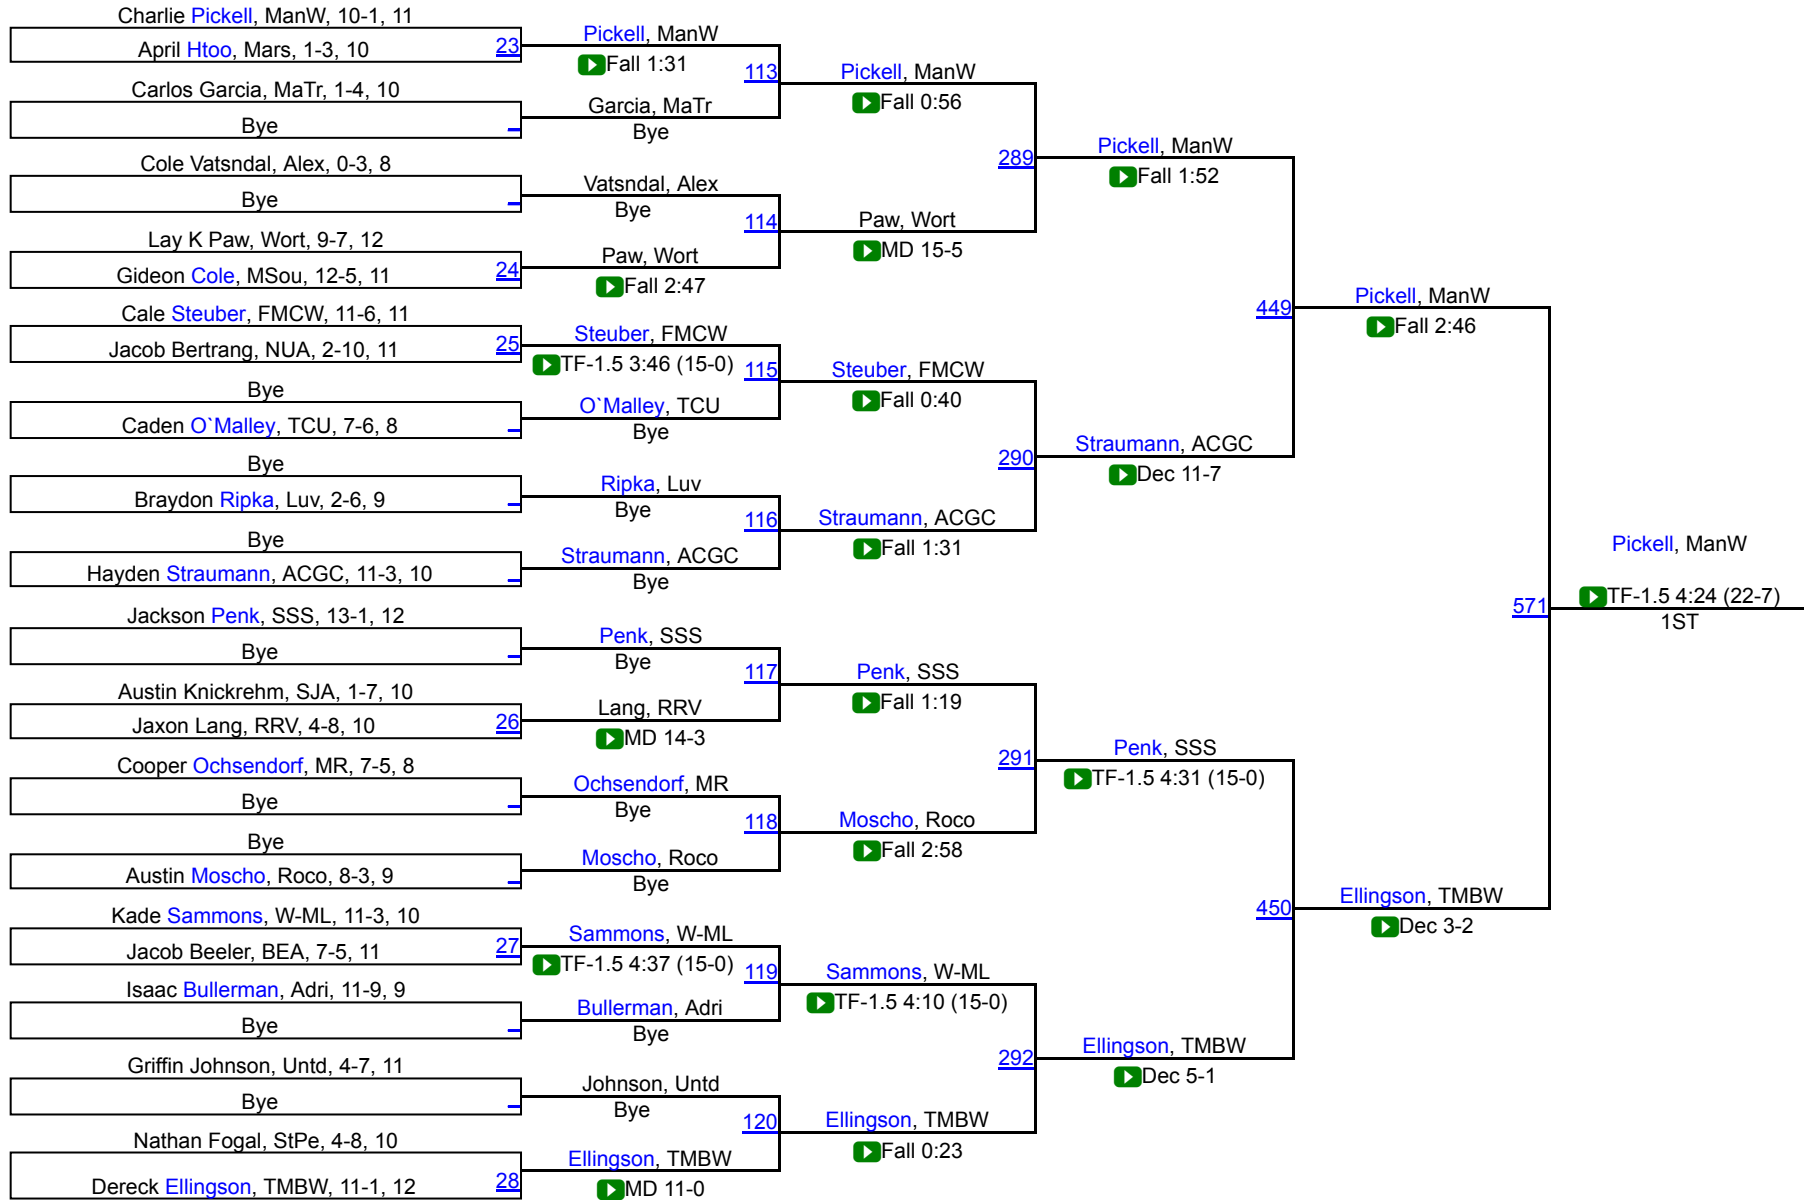 Charlie Pickell, ManW, 10-1, 11
April Htoo, Mars, 1-3, 10
23
Carlos Garcia, MaTr, 1-4, 10
Bye
Cole Vatsndal, Alex, 0-3, 8
Bye
Lay K Paw, Wort, 9-7, 12
Gideon Cole, MSou, 12-5, 11
24
Cale Steuber, FMCW, 11-6, 11
Jacob Bertrang, NUA, 2-10, 11
25
Bye
Caden O`Malley, TCU, 7-6, 8
Bye
Braydon Ripka, Luv, 2-6, 9
Bye
Hayden Straumann, ACGC, 11-3, 10
Jackson Penk, SSS, 13-1, 12
Bye
Austin Knickrehm, SJA, 1-7, 10
Jaxon Lang, RRV, 4-8, 10
26
Cooper Ochsendorf, MR, 7-5, 8
Bye
Bye
Austin Moscho, Roco, 8-3, 9
Kade Sammons, W-ML, 11-3, 10
Jacob Beeler, BEA, 7-5, 11
27
Isaac Bullerman, Adri, 11-9, 9
Bye
Griffin Johnson, Untd, 4-7, 11
Bye
Nathan Fogal, StPe, 4-8, 10
Dereck Ellingson, TMBW, 11-1, 12
28
Pickell, ManW
Fall 1:31
113
Garcia, MaTr
Bye
Vatsndal, Alex
Bye
114
Paw, Wort
Fall 2:47
Steuber, FMCW
TF-1.5 3:46 (15-0)
115
O`Malley, TCU
Bye
Ripka, Luv
Bye
116
Straumann, ACGC
Bye
Penk, SSS
Bye
117
Lang, RRV
MD 14-3
Ochsendorf, MR
Bye
118
Moscho, Roco
Bye
Sammons, W-ML
TF-1.5 4:37 (15-0)
119
Bullerman, Adri
Bye
Johnson, Untd
Bye
120
Ellingson, TMBW
MD 11-0
Pickell, ManW
Fall 0:56
289
Paw, Wort
MD 15-5
Steuber, FMCW
Fall 0:40
290
Straumann, ACGC
Fall 1:31
Penk, SSS
Fall 1:19
291
Moscho, Roco
Fall 2:58
Sammons, W-ML
TF-1.5 4:10 (15-0)
292
Ellingson, TMBW
Fall 0:23
Pickell, ManW
Fall 1:52
449
Straumann, ACGC
Dec 11-7
Penk, SSS
TF-1.5 4:31 (15-0)
450
Ellingson, TMBW
Dec 5-1
Pickell, ManW
Fall 2:46
571
Ellingson, TMBW
Dec 3-2
Pickell, ManW
TF-1.5 4:24 (22-7)
1ST